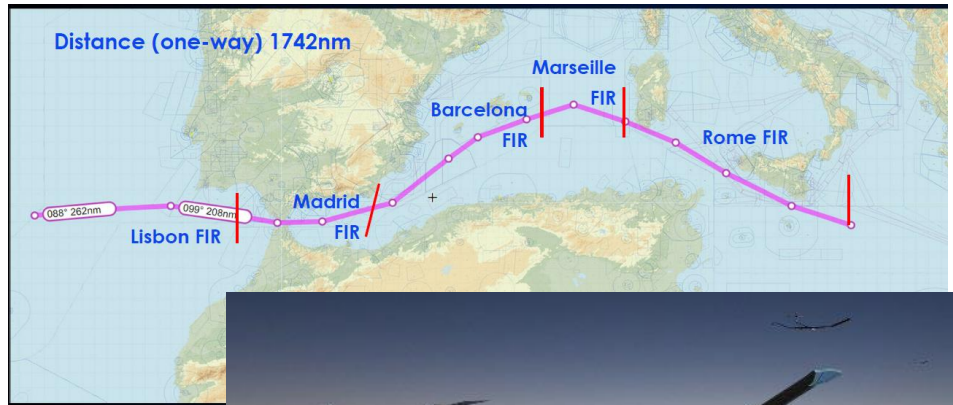 Distance (one-way) 1742nm
Marseille
FIR
Barcelona
FIR
Rome FIR
Madrid
FIR
088° 262nm
099° 208nm
Lisbon FIR